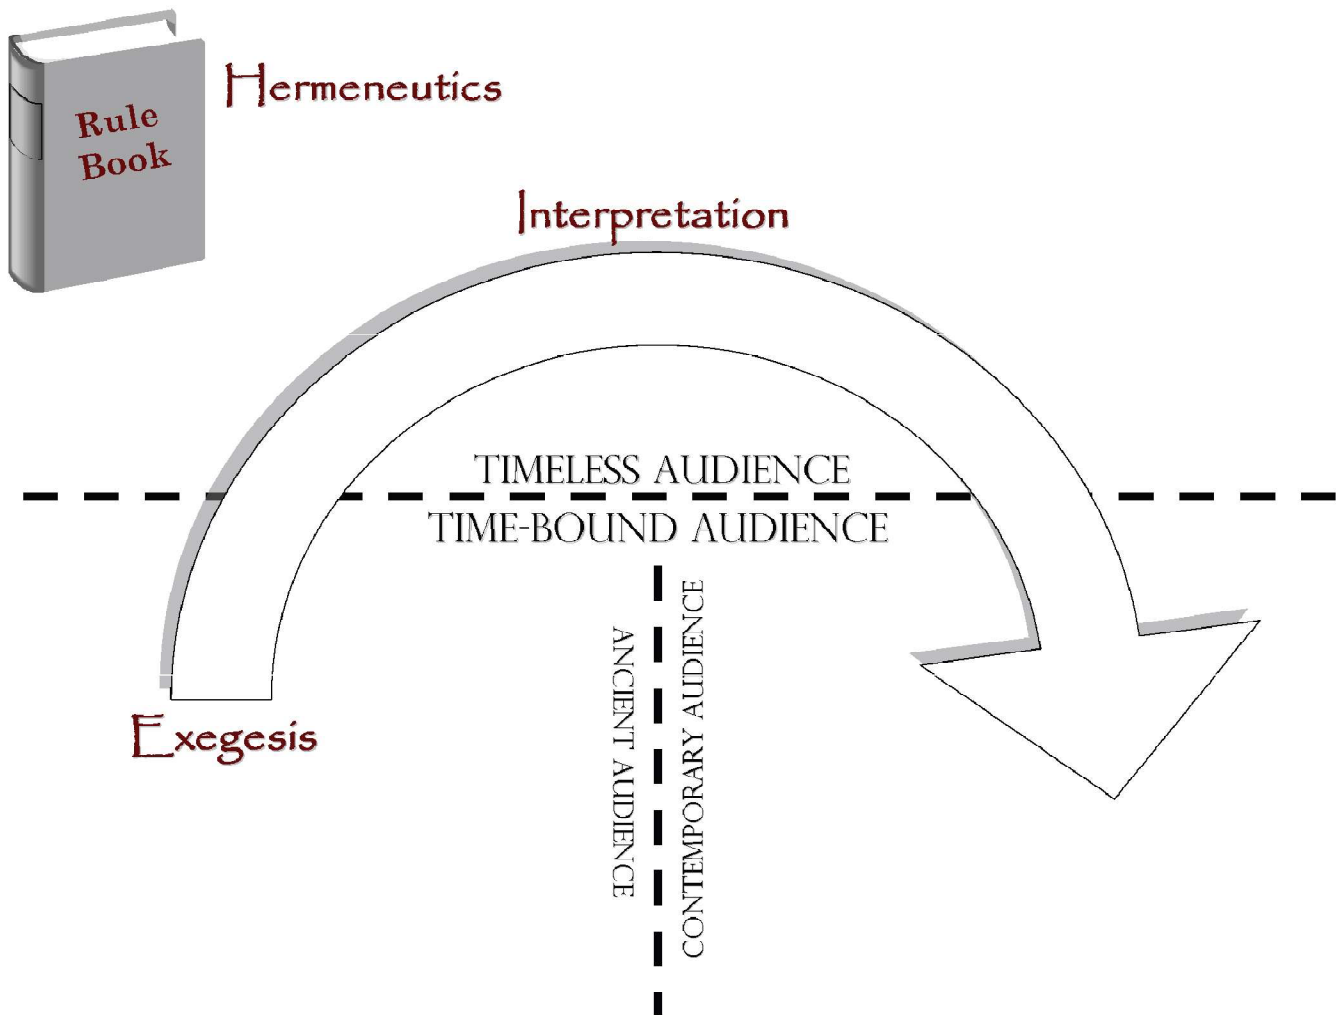 Rule
Book
Hermeneutics
Interpretation
TIMELESS AUDIENCE
TIME-BOUND AUDIENCE
Exegesis
ANCIENT AUDIENCE
CONTEMPORARY AUDIENCE